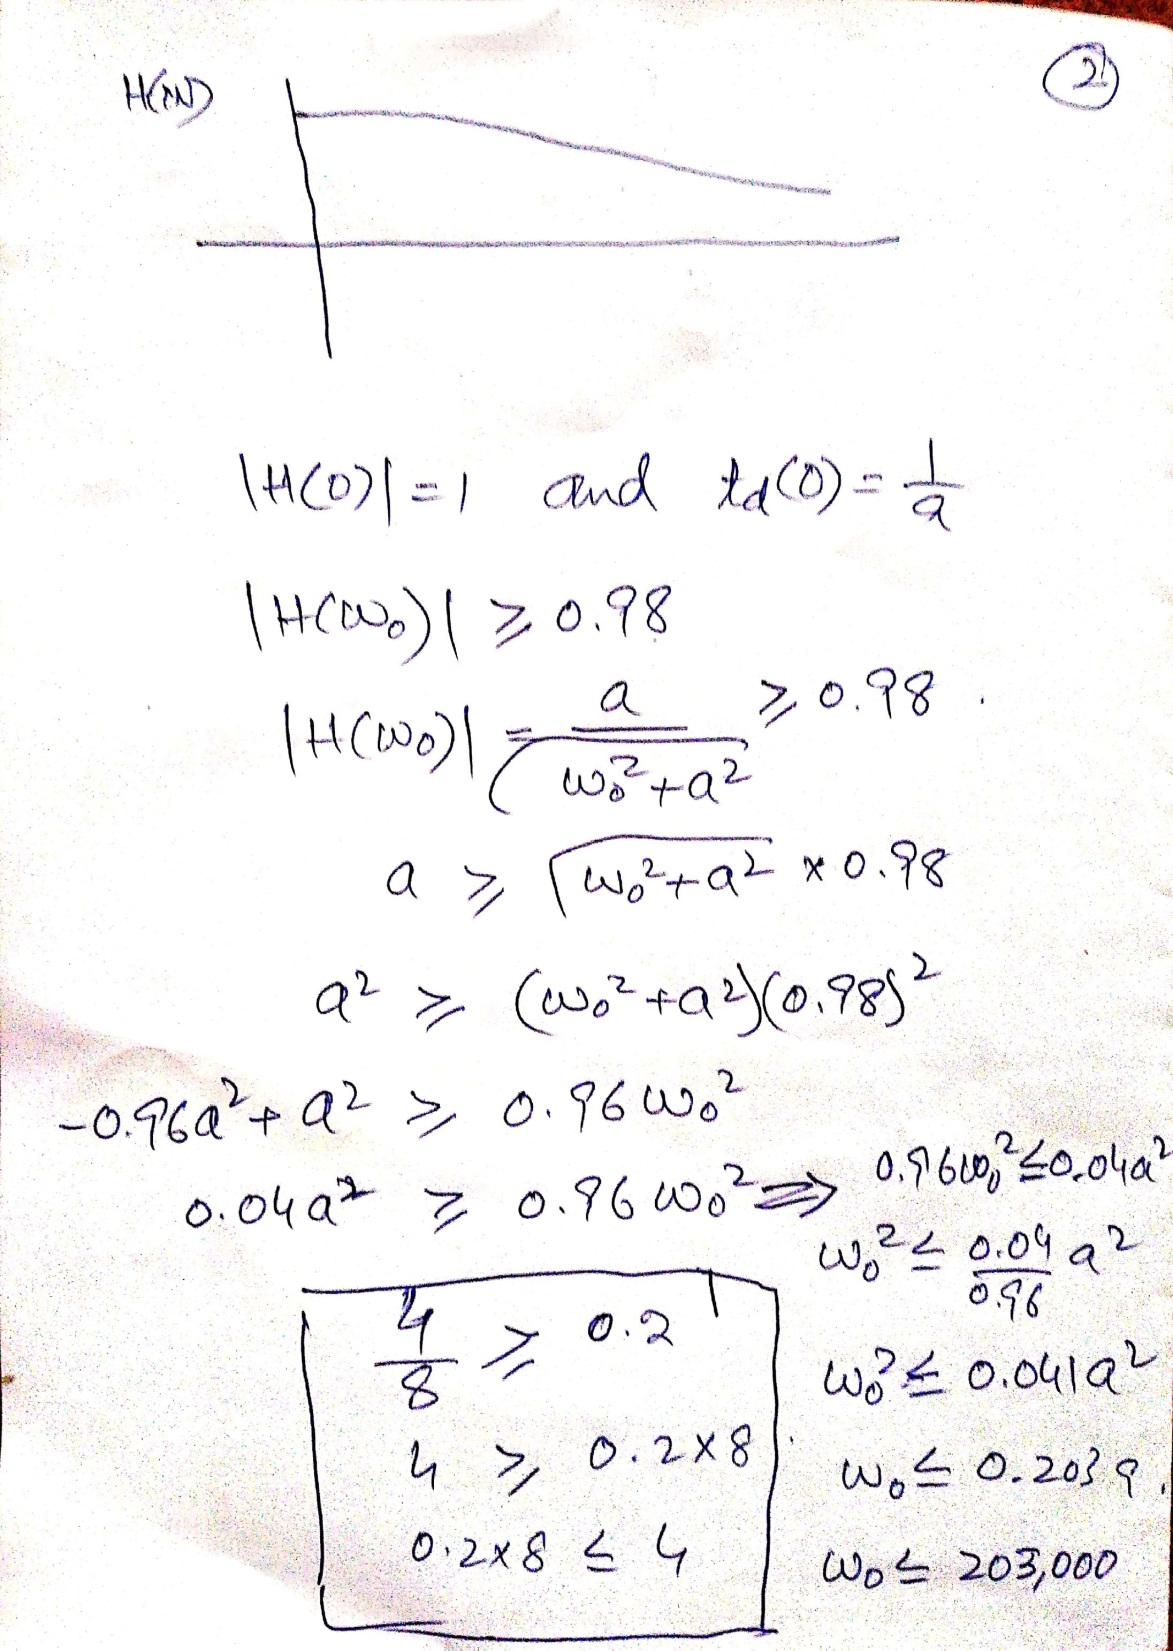 H(ω)
2
|H(0)| = 1 and td(0) = 1/a
|H(ω₀)| ≥ 0.98
|H(ω₀)| = a/√(ω₀²+a²) ≥ 0.98.
a ≥ √(ω₀²+a²) × 0.98
a² ≥ (ω₀²+a²)(0.98)²
-0.96a² + a² ≥ 0.96ω₀²
0.04a² ≥ 0.96ω₀² ⇒ 0.96ω₀² ≤ 0.04a²
ω₀² ≤ 0.04/0.96 a²
ω₀² ≤ 0.041a²
ω₀ ≤ 0.203a.
ω₀ ≤ 203,000
4/8 ≥ 0.2
4 ≥ 0.2×8
0.2×8 ≤ 4